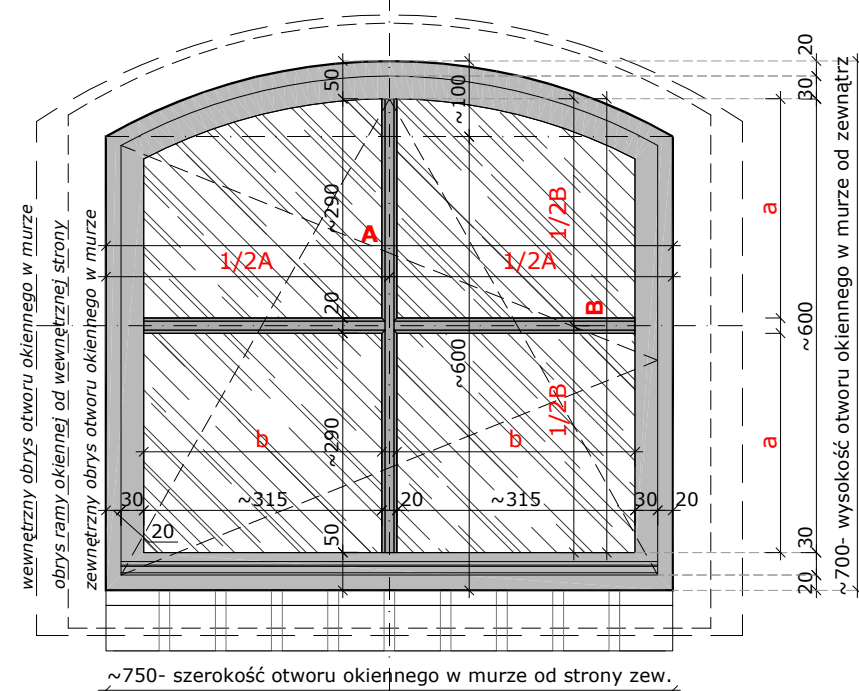 20
30
50
~100
~290
1/2B
A
1/2A
1/2A
a
20
B
~600
~600
1/2B
~290
b
b
a
30
~315
20
~315
30
20
20
50
30
20
wewnętrzny obrys otworu okiennego w murze
obrys ramy okiennej od wewnętrznej strony
zewnętrzny obrys otworu okiennego w murze
~700- wysokość otworu okiennego w murze od zewnątrz
~750- szerokość otworu okiennego w murze od strony zew.